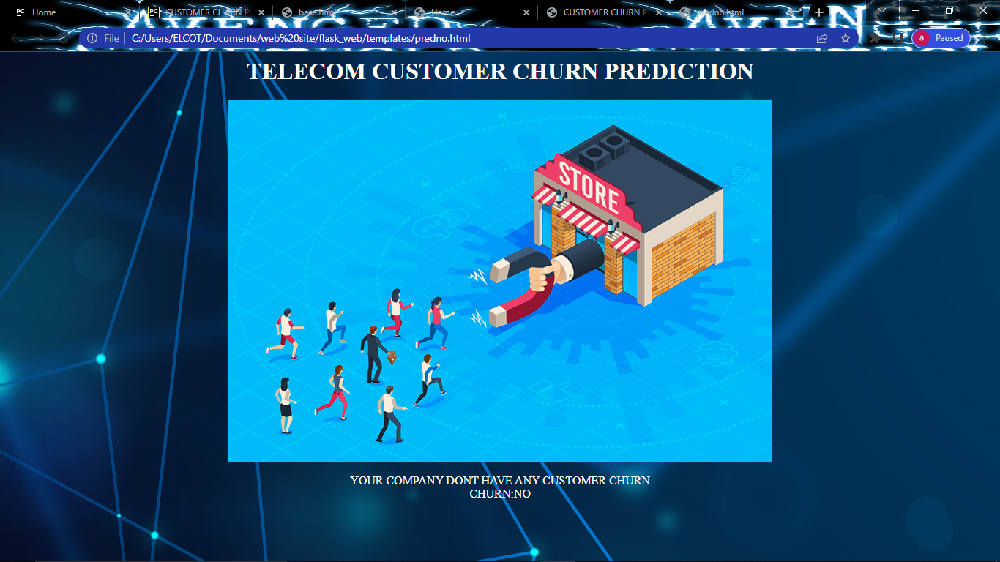 Home
CUSTOMER CHURN P
base.html
Home
CUSTOMER CHURN P
predno.html
File
C:/Users/ELCOT/Documents/web%20site/flask_web/templates/predno.html
a
Paused
TELECOM CUSTOMER CHURN PREDICTION
STORE
YOUR COMPANY DONT HAVE ANY CUSTOMER CHURN
CHURN:NO